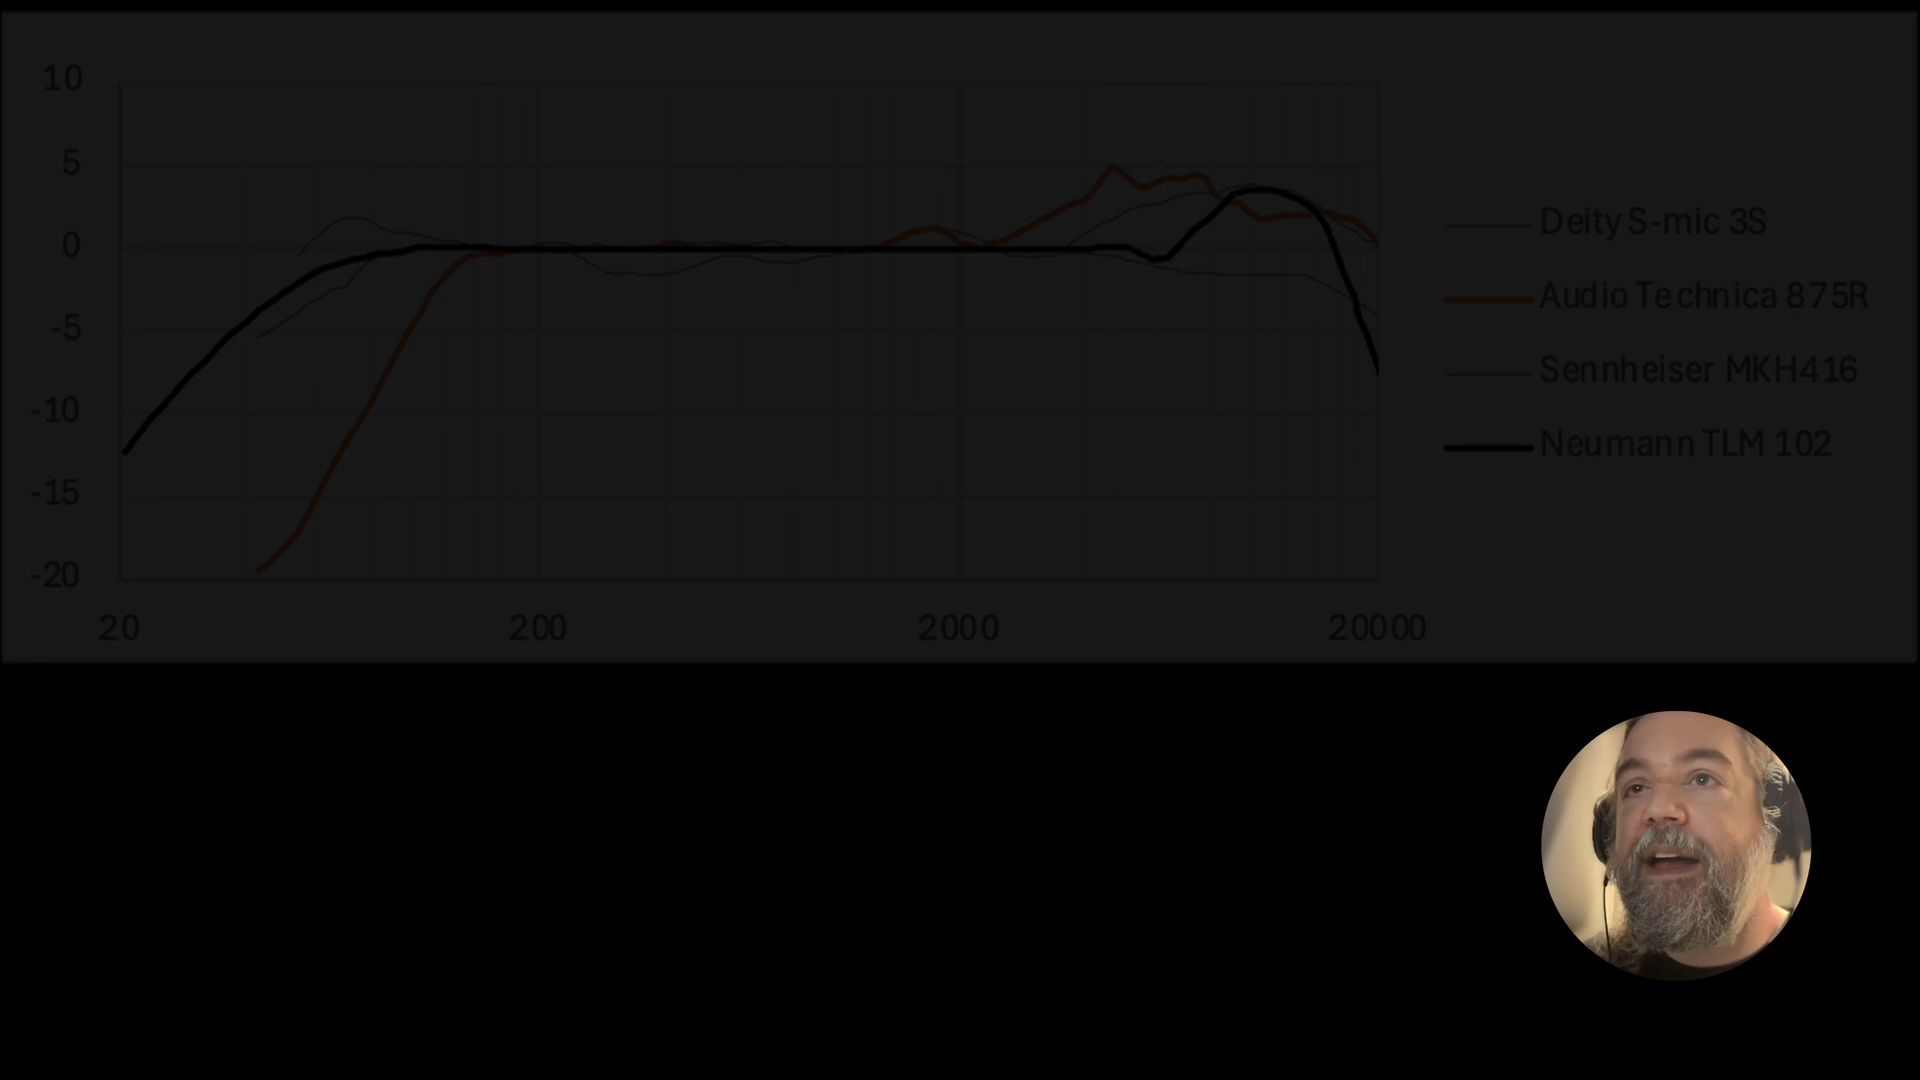 10
5
0
-5
-10
-15
-20
20 200 2000 20000
Deity S-mic 3S
Audio Technica 875R
Sennheiser MKH416
Neumann TLM 102